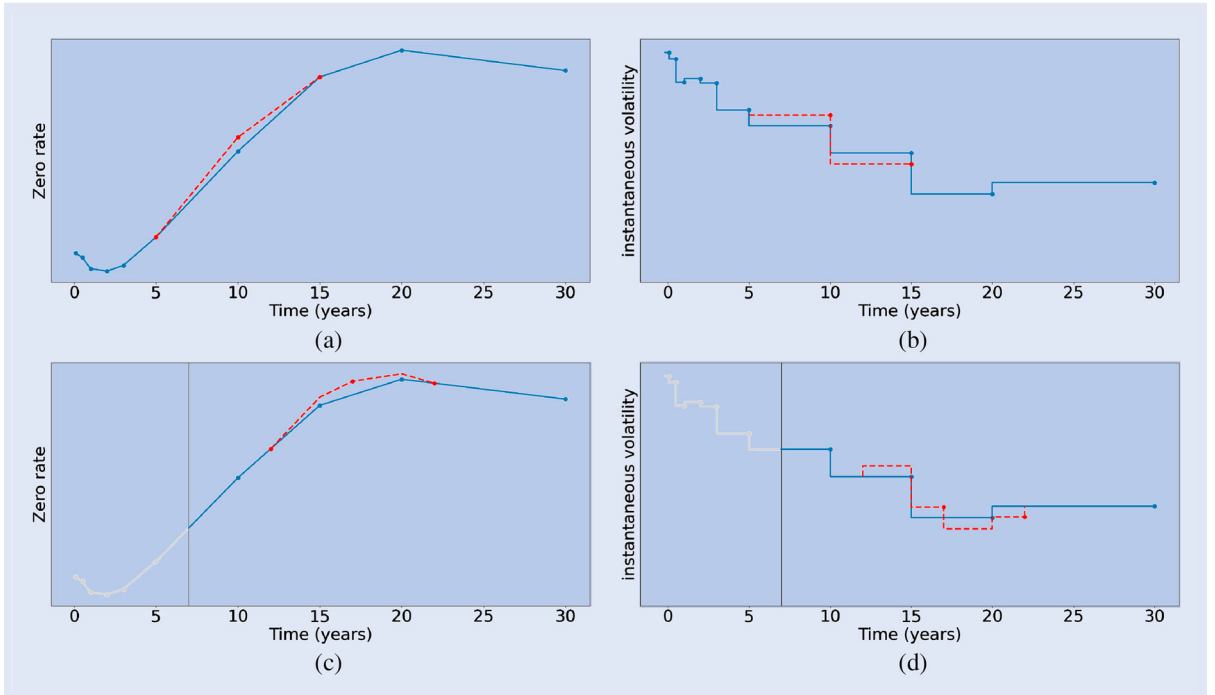 Zero rate
0 5 10 15 20 25 30
Time (years)
(a)
instantaneous volatility
0 5 10 15 20 25 30
Time (years)
(b)
Zero rate
0 5 10 15 20 25 30
Time (years)
(c)
instantaneous volatility
0 5 10 15 20 25 30
Time (years)
(d)